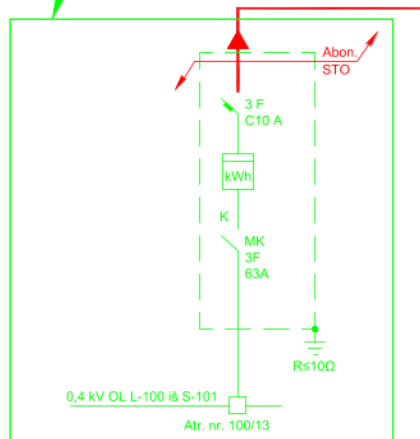 Abon.
STO
3 F
C10 A
kWh
K
MK
3F
63A
R≤10Ω
0,4 kV OL L-100 iš S-101
Atr. nr. 100/13